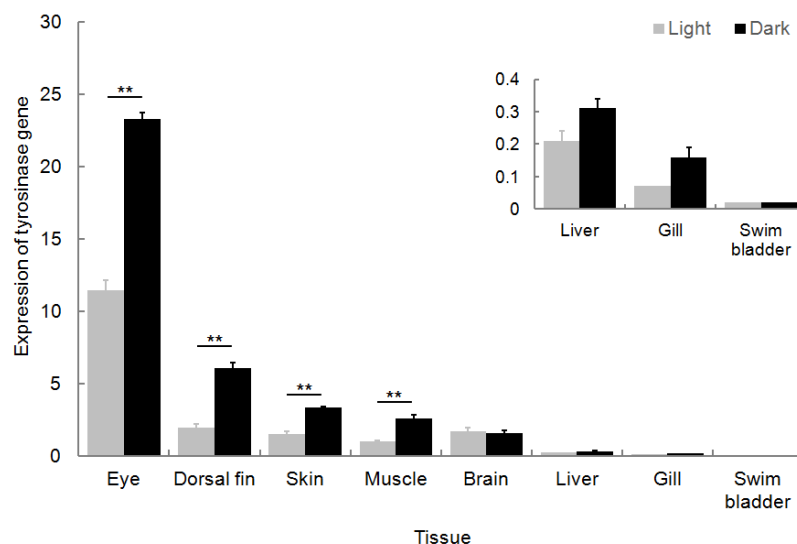 Light Dark
Expression of tyrosinase gene
30
25
20
15
10
5
0
**
**
**
**
Eye Dorsal fin Skin Muscle Brain Liver Gill Swim
bladder
Tissue
0.4
0.3
0.2
0.1
0
Liver Gill Swim
bladder